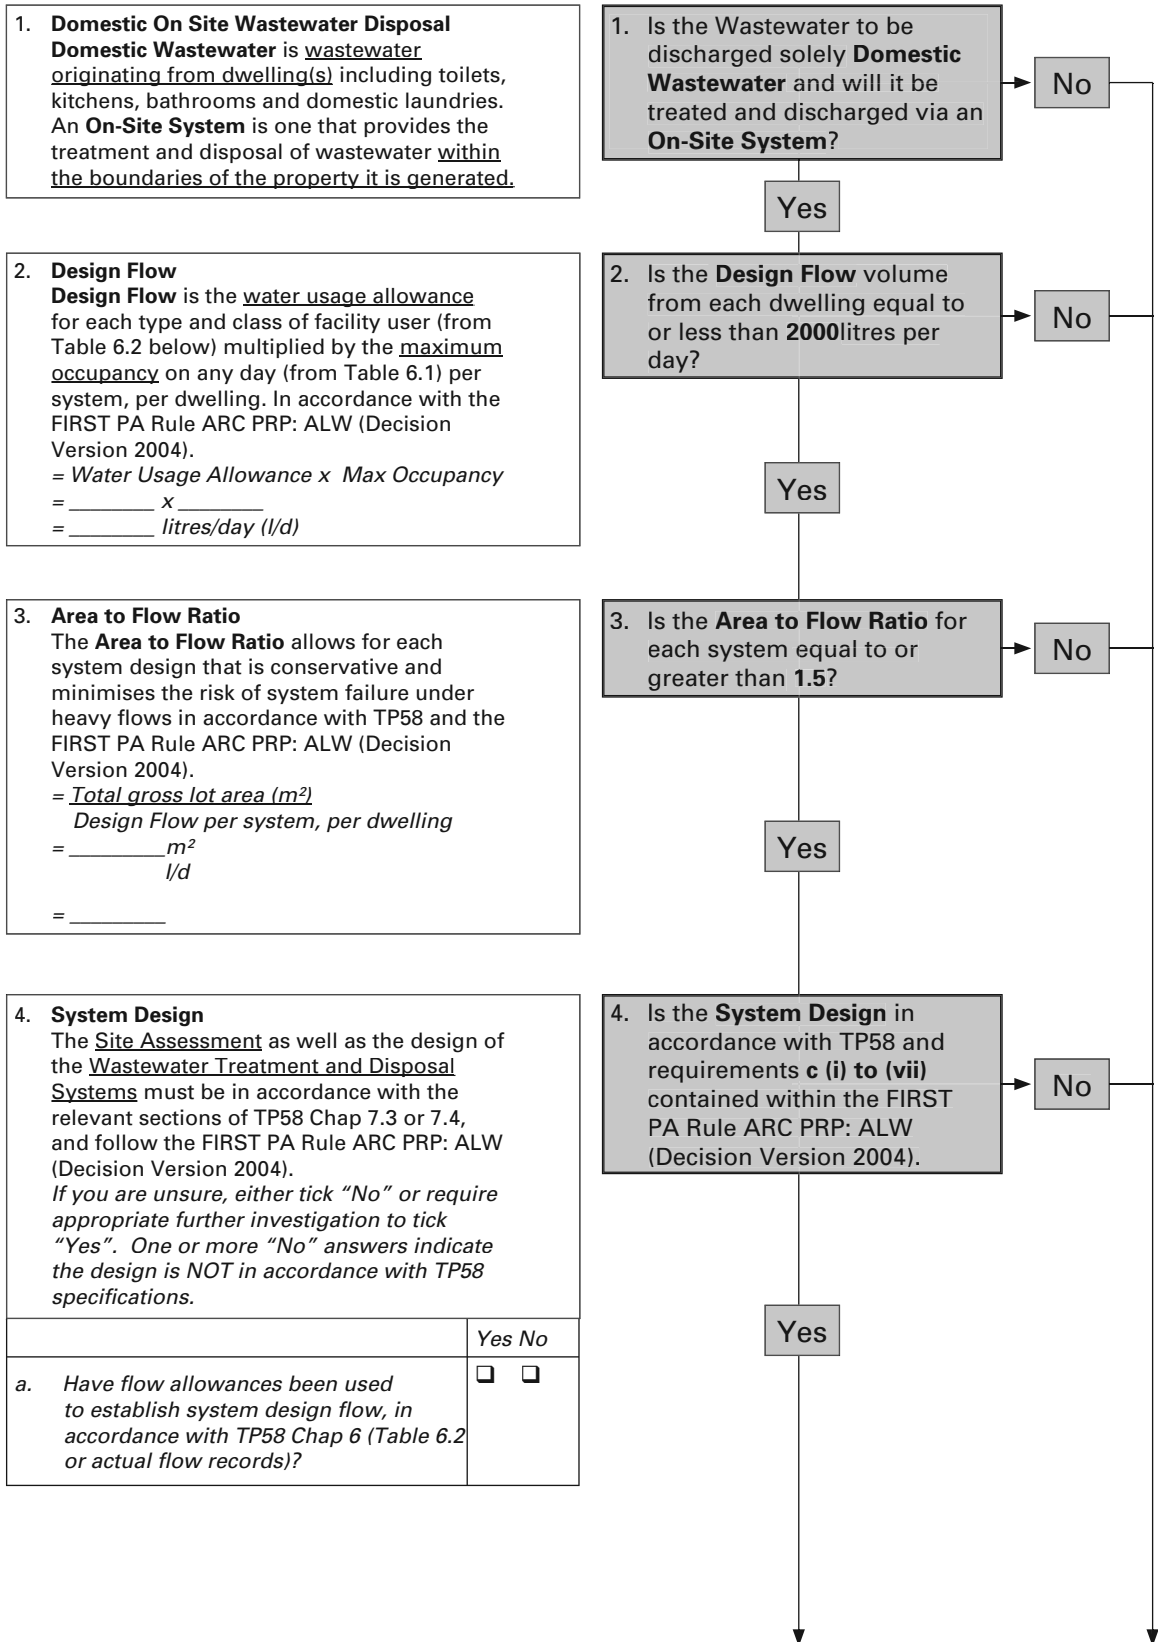 1. Domestic On Site Wastewater Disposal
Domestic Wastewater is wastewater
originating from dwelling(s) including toilets,
kitchens, bathrooms and domestic laundries.
An On-Site System is one that provides the
treatment and disposal of wastewater within
the boundaries of the property it is generated.
1. Is the Wastewater to be
discharged solely Domestic
Wastewater and will it be
treated and discharged via an
On-Site System?
No
Yes
2. Design Flow
Design Flow is the water usage allowance
for each type and class of facility user (from
Table 6.2 below) multiplied by the maximum
occupancy on any day (from Table 6.1) per
system, per dwelling. In accordance with the
FIRST PA Rule ARC PRP: ALW (Decision
Version 2004).
= Water Usage Allowance x Max Occupancy
= ________ x ________
= ________ litres/day (l/d)
2. Is the Design Flow volume
from each dwelling equal to
or less than 2000litres per
day?
No
Yes
3. Area to Flow Ratio
The Area to Flow Ratio allows for each
system design that is conservative and
minimises the risk of system failure under
heavy flows in accordance with TP58 and the
FIRST PA Rule ARC PRP: ALW (Decision
Version 2004).
= Total gross lot area (m²)
Design Flow per system, per dwelling
= _________m²
l/d
= _________
3. Is the Area to Flow Ratio for
each system equal to or
greater than 1.5?
No
Yes
4. System Design
The Site Assessment as well as the design of
the Wastewater Treatment and Disposal
Systems must be in accordance with the
relevant sections of TP58 Chap 7.3 or 7.4,
and follow the FIRST PA Rule ARC PRP: ALW
(Decision Version 2004).
If you are unsure, either tick “No” or require
appropriate further investigation to tick
“Yes”. One or more “No” answers indicate
the design is NOT in accordance with TP58
specifications.
Yes No
a. Have flow allowances been used ❑ ❑
to establish system design flow, in
accordance with TP58 Chap 6 (Table 6.2
or actual flow records)?
4. Is the System Design in
accordance with TP58 and
requirements c (i) to (vii)
contained within the FIRST
PA Rule ARC PRP: ALW
(Decision Version 2004).
No
Yes